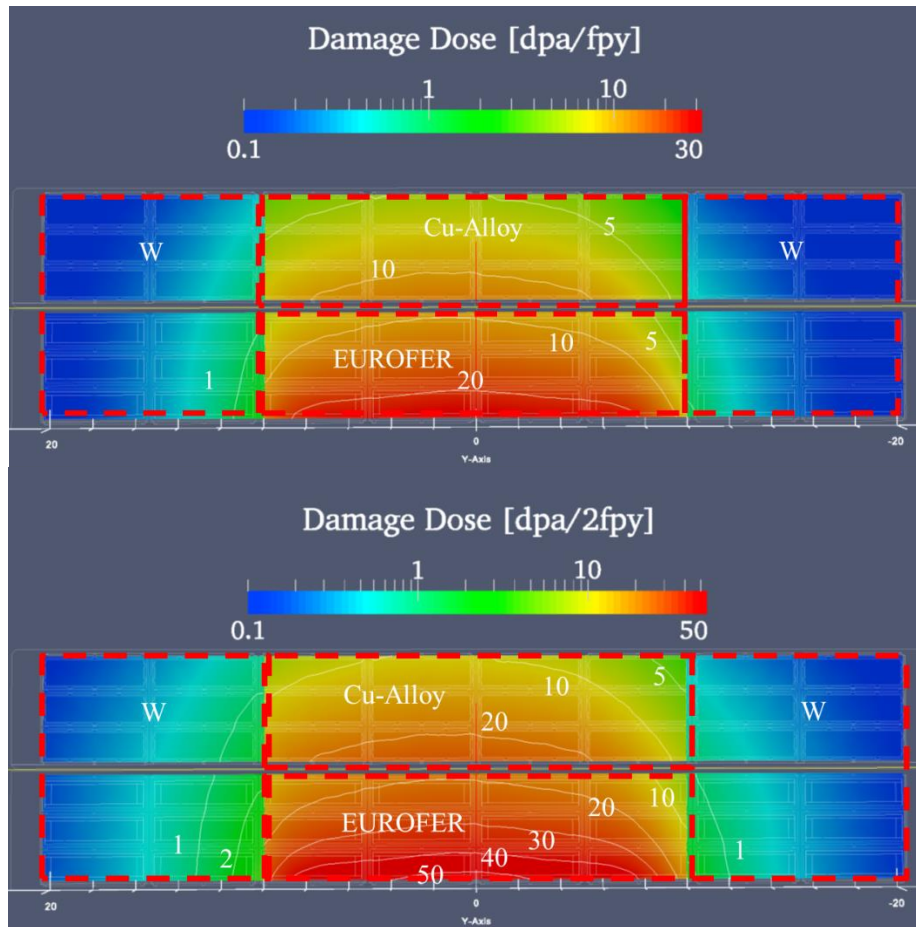 Damage Dose [dpa/fpy]
1 10
0.1 30
W Cu-Alloy 5 W
10
EUROFER 10 5
1 20
20 0 -20
Y-Axis
Damage Dose [dpa/2fpy]
1 10
0.1 50
W Cu-Alloy 10 5 W
20
EUROFER 20 10
1 2 30 1
50 40
20 0 -20
Y-Axis